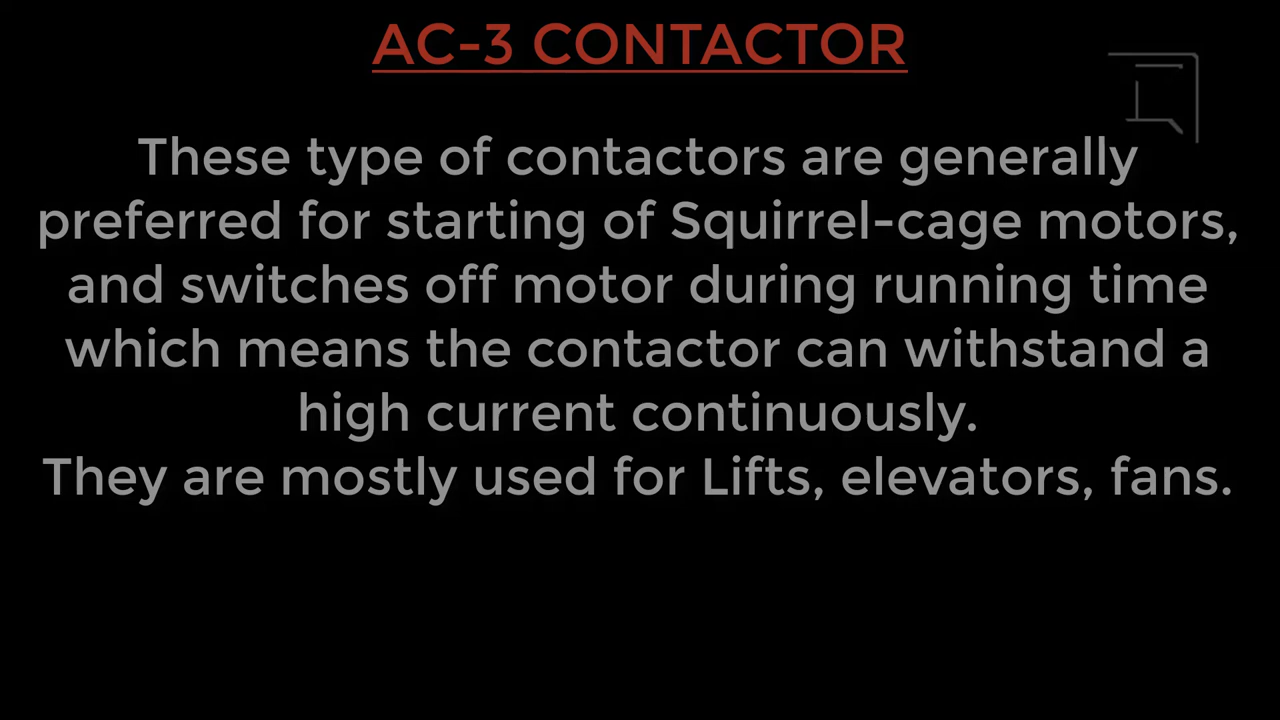 AC-3 CONTACTOR
These type of contactors are generally
preferred for starting of Squirrel-cage motors,
and switches off motor during running time
which means the contactor can withstand a
high current continuously.
They are mostly used for Lifts, elevators, fans.